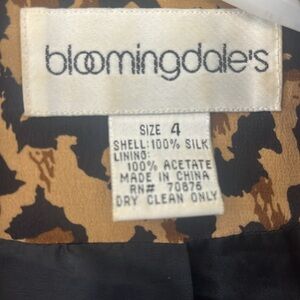 bloomingdale's
SIZE 4
SHELL:100% SILK
LINING:
100% ACETATE
MADE IN CHINA
RN# 70876
DRY CLEAN ONLY